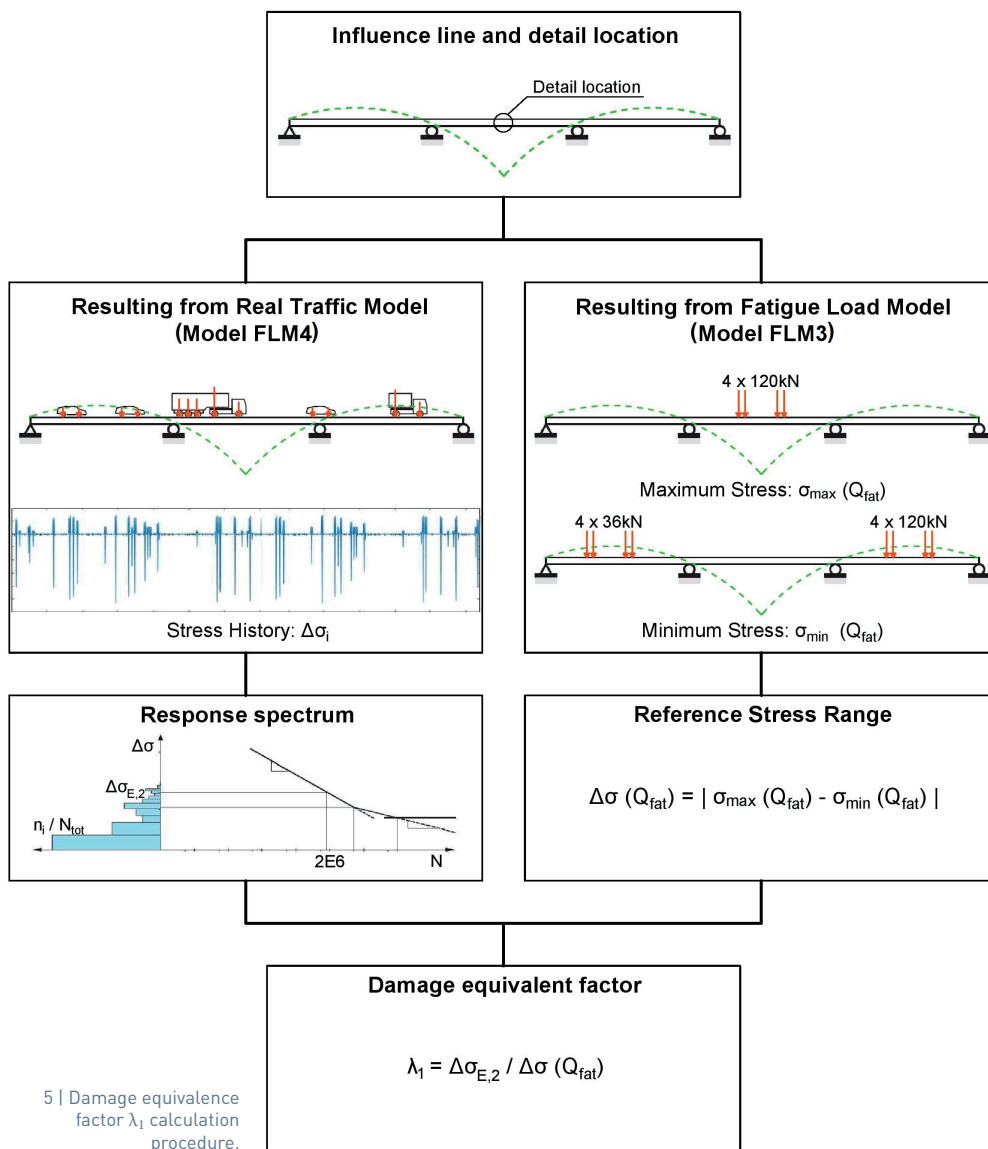 Influence line and detail location
Detail location
Resulting from Real Traffic Model
(Model FLM4)
Stress History: Δσi
Resulting from Fatigue Load Model
(Model FLM3)
4 x 120kN
Maximum Stress: σmax (Qfat)
4 x 36kN
4 x 120kN
Minimum Stress: σmin (Qfat)
Response spectrum
Δσ
ΔσE,2
ni / Ntot
2E6
N
Reference Stress Range
Δσ (Qfat) = | σmax (Qfat) - σmin (Qfat) |
Damage equivalent factor
λ1 = ΔσE,2 / Δσ (Qfat)
5 | Damage equivalence
factor λ1 calculation
procedure.